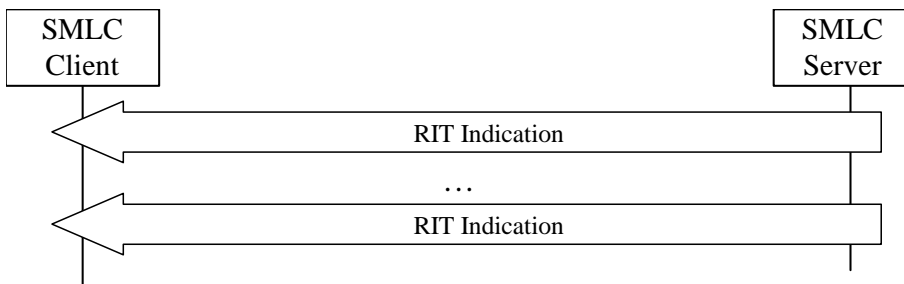 SMLC
Client
SMLC
Server
RIT Indication
…
RIT Indication